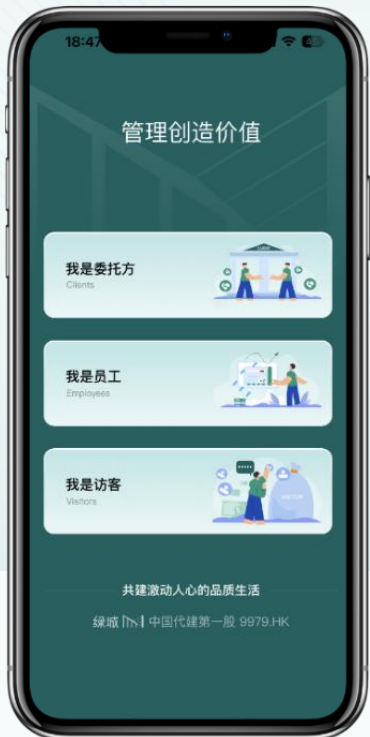 18:47
管理创造价值
我是委托方
Clients
我是员工
Employees
我是访客
Visitors
共建激动人心的品质生活
绿城 中国代建第一股 9979.HK